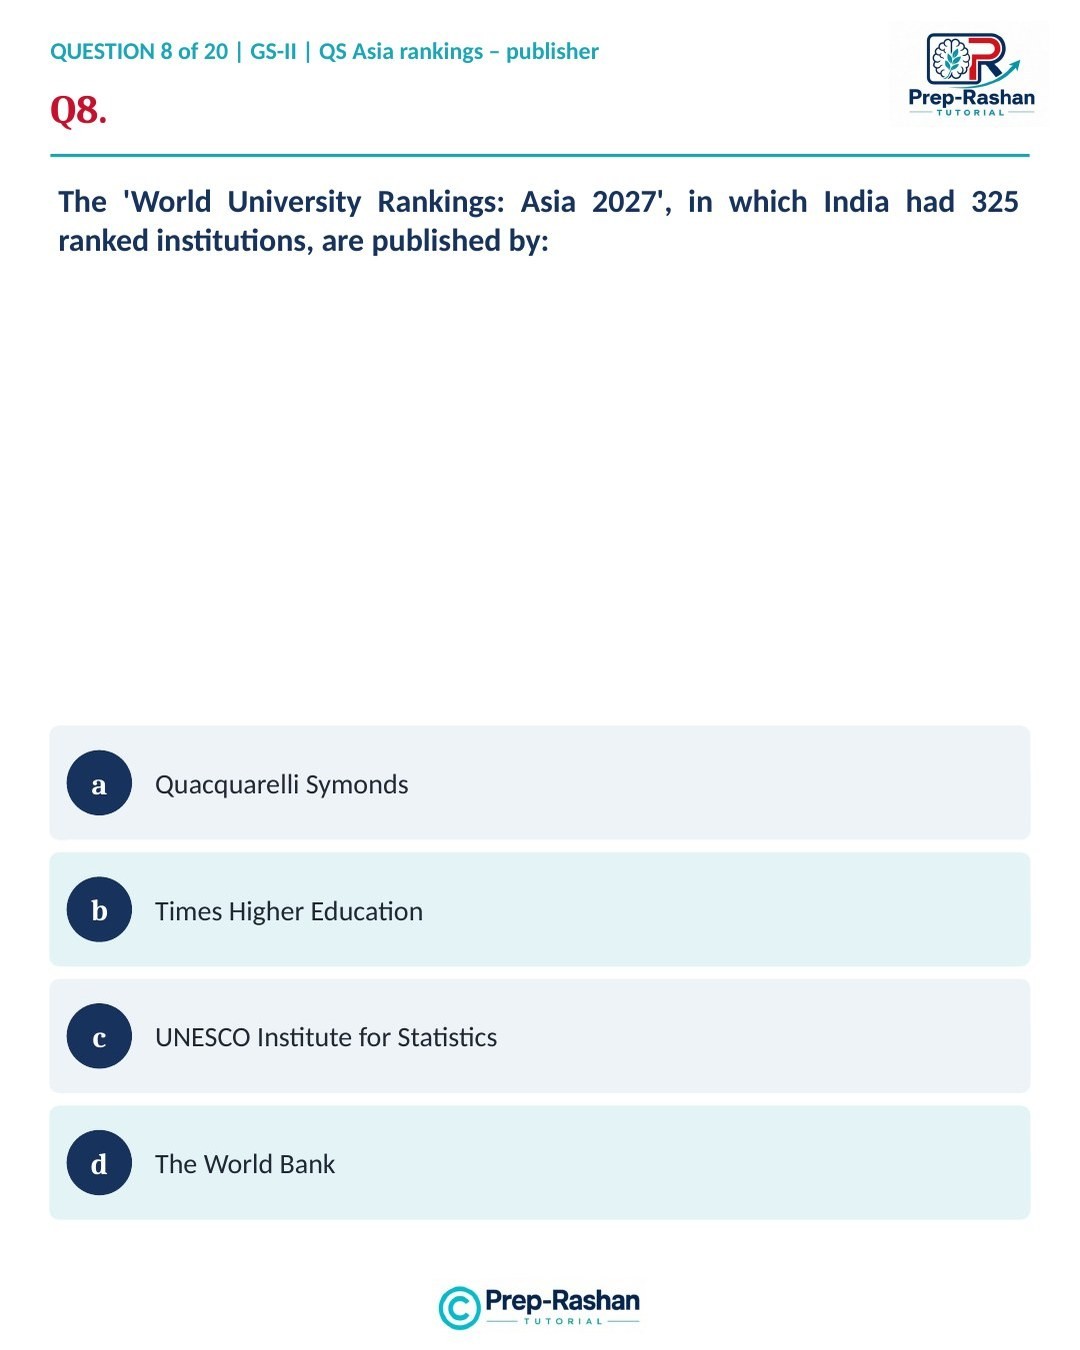 QUESTION 8 of 20 | GS-II | QS Asia rankings – publisher
Prep-Rashan
TUTORIAL
Q8.
The 'World University Rankings: Asia 2027', in which India had 325
ranked institutions, are published by:
a Quacquarelli Symonds
b Times Higher Education
c UNESCO Institute for Statistics
d The World Bank
© Prep-Rashan
TUTORIAL